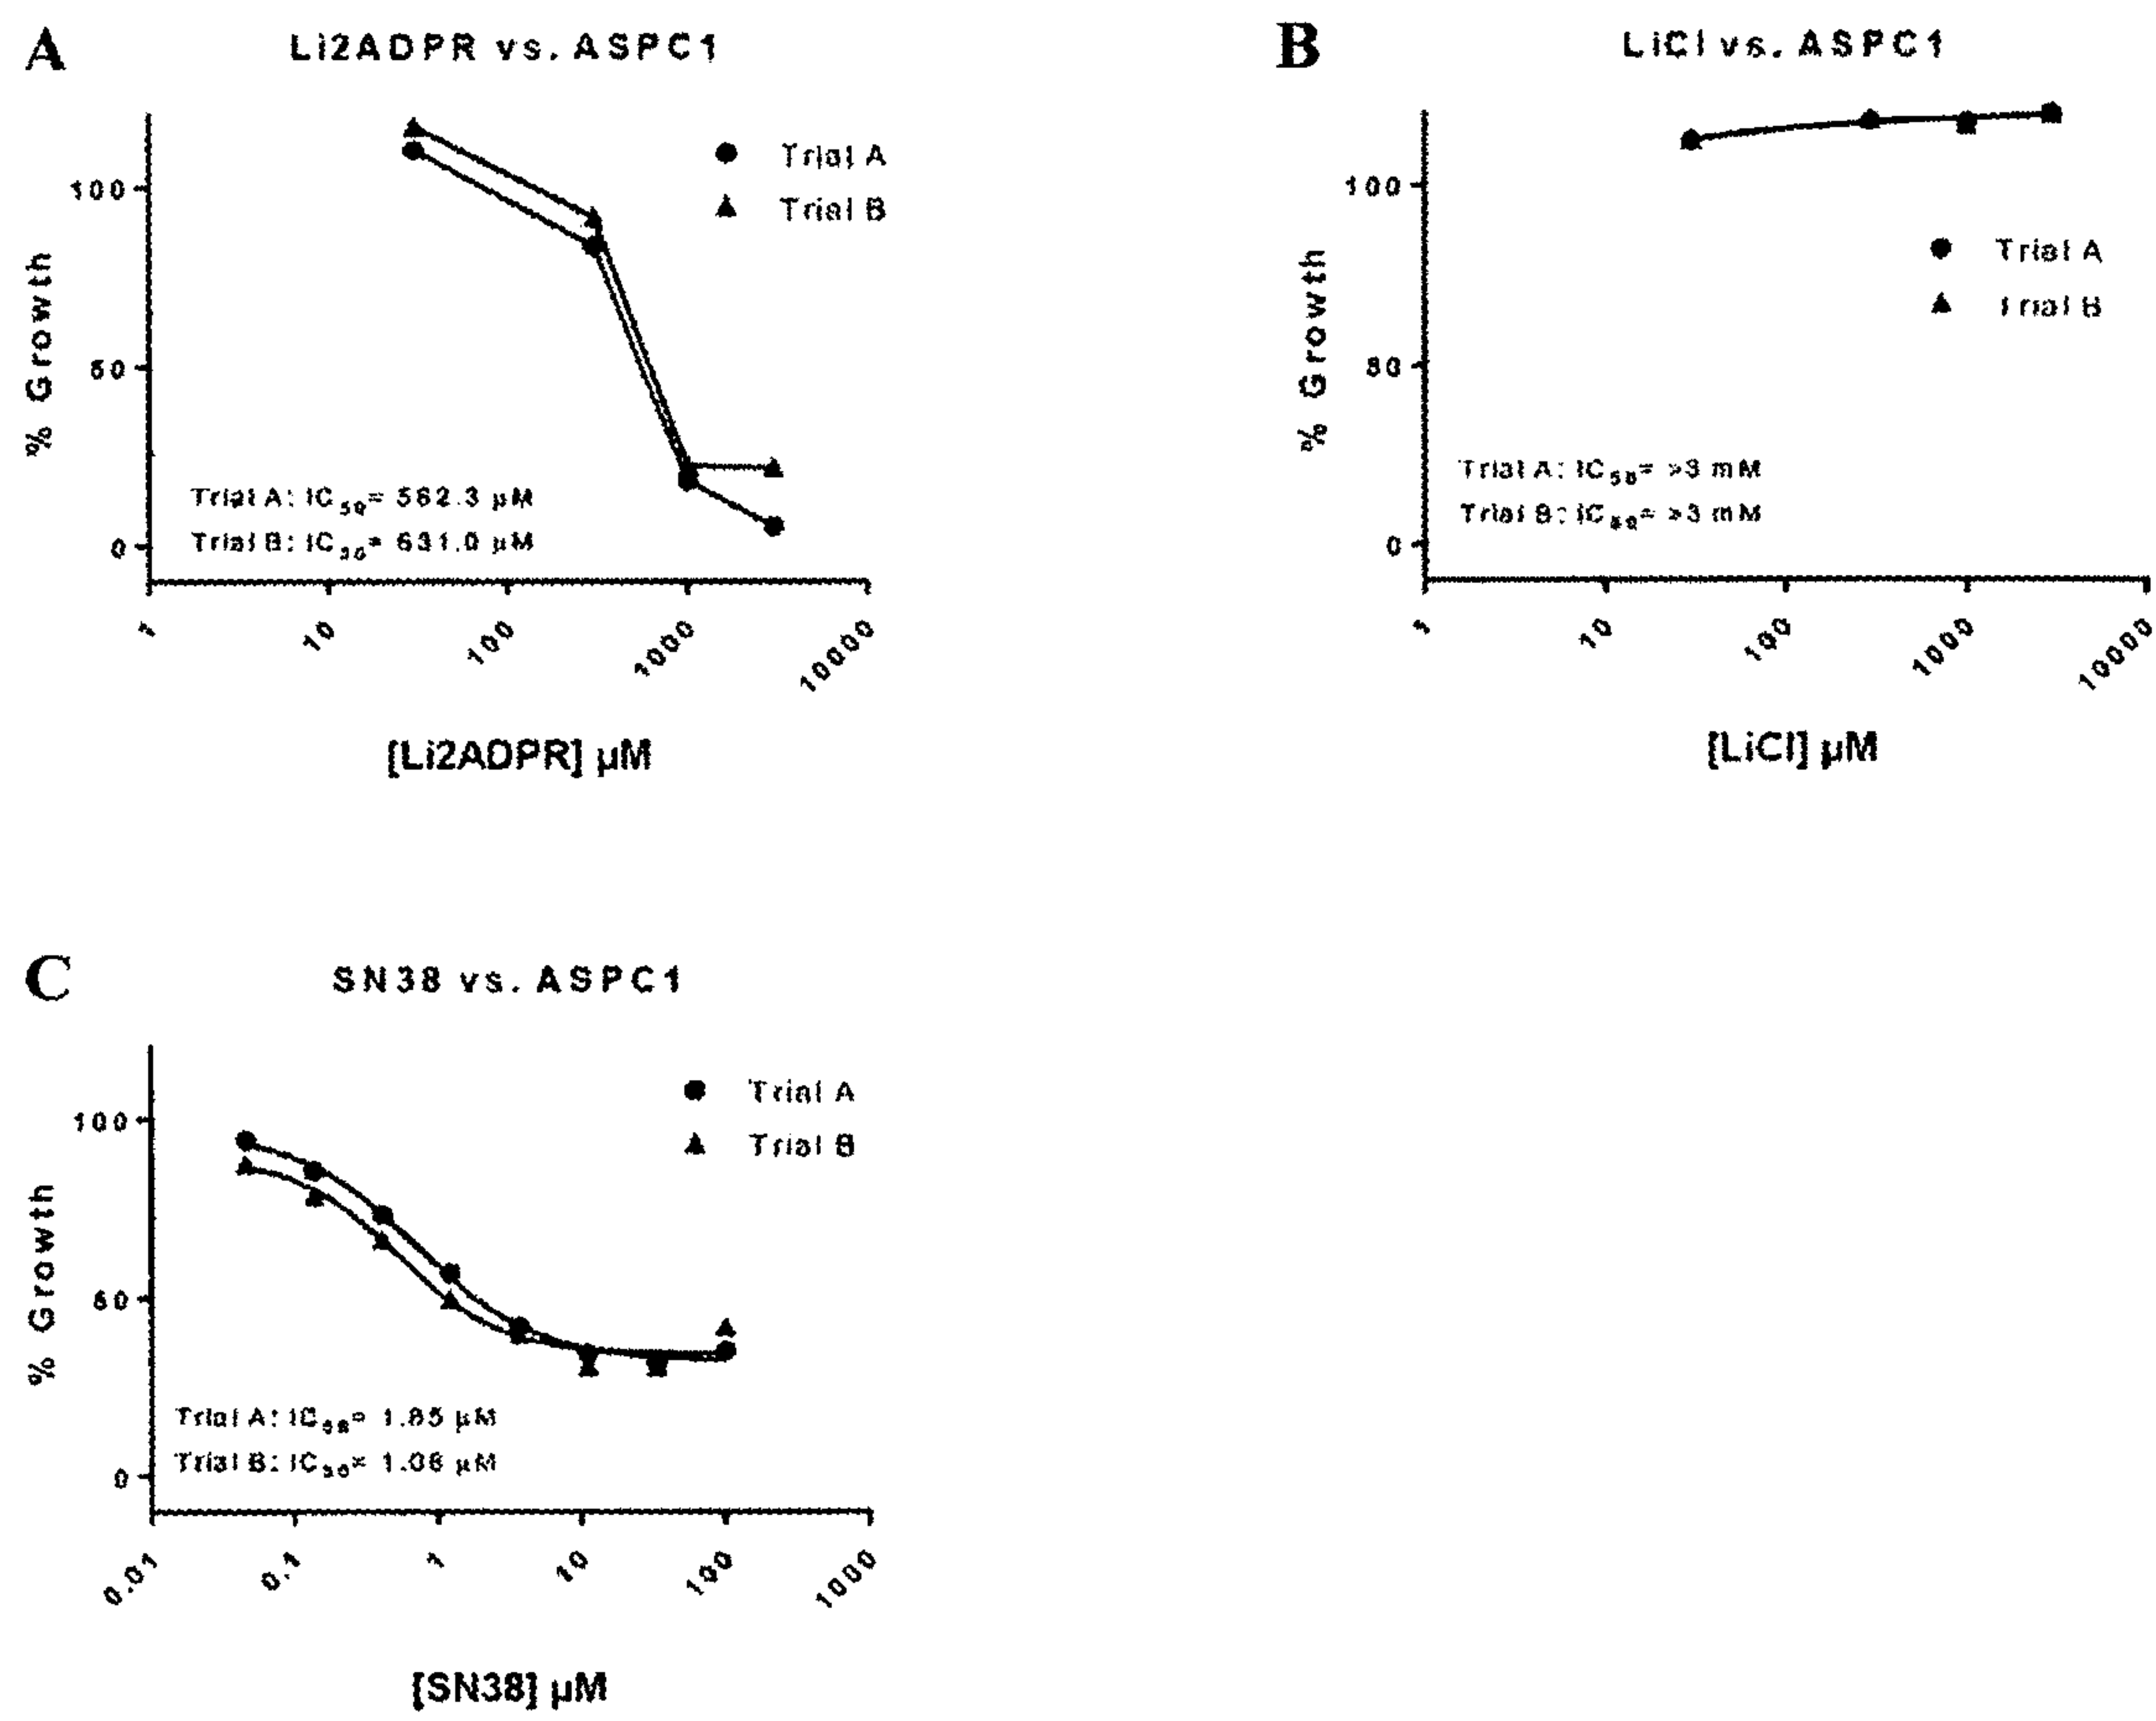 A
Li2ADPR vs. ASPC1
Trial A
Trial B
% Growth
100
50
0
Trial A: IC50= 562.3 µM
Trial B: IC50= 631.0 µM
1
10
100
1000
10000
[Li2ADPR] µM
B
LiCl vs. ASPC1
Trial A
Trial B
% Growth
100
50
0
Trial A: IC50= >3 mM
Trial B: IC50= >3 mM
1
10
100
1000
10000
[LiCl] µM
C
SN38 vs. ASPC1
Trial A
Trial B
% Growth
100
50
0
Trial A: IC50= 1.85 µM
Trial B: IC50= 1.06 µM
0.01
0.1
1
10
100
1000
[SN38] µM